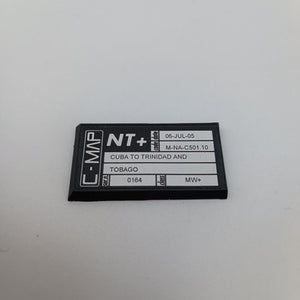 C-MAP
NT+
06-JUL-05
M-NA-C501.10
CUBA TO TRINIDAD AND
TOBAGO
0164
MW+